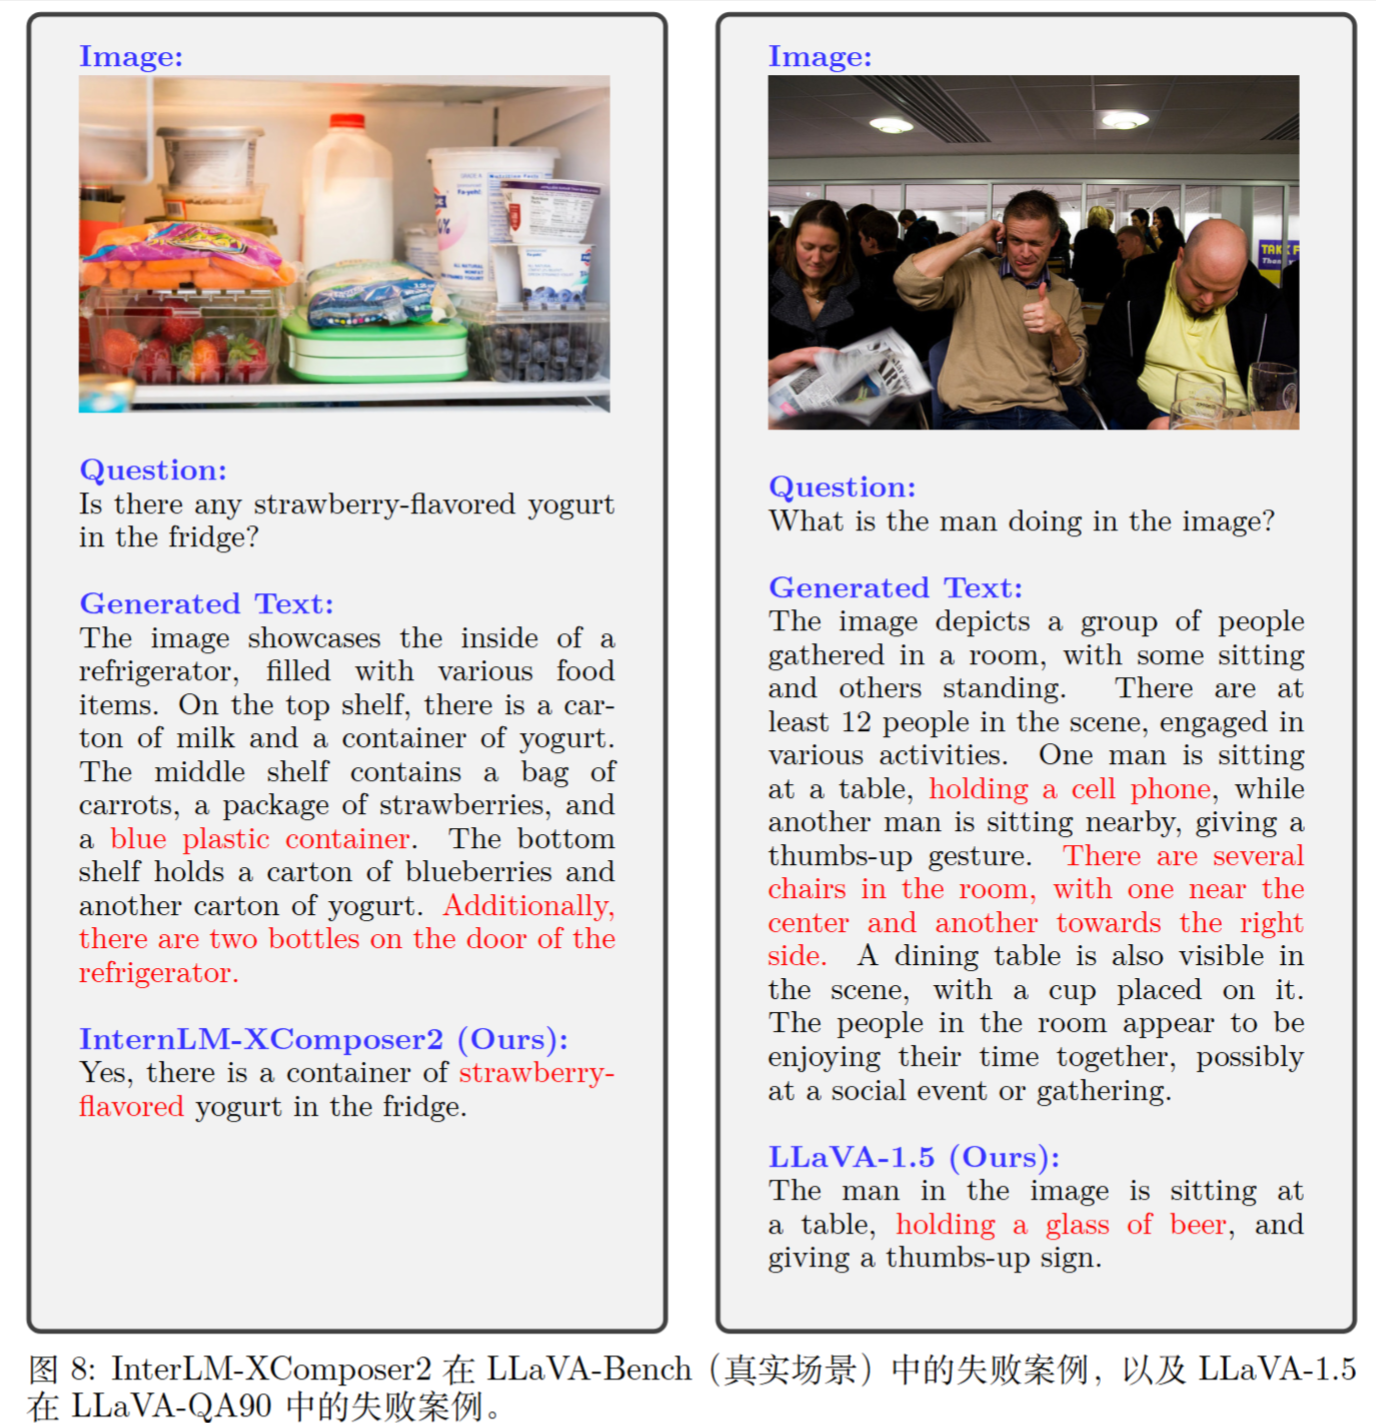 Image:
GRADE A
Fa-yeh!
%
TAKE F
Question:
Is there any strawberry-flavored yogurt
in the fridge?
Generated Text:
The image showcases the inside of a
refrigerator, filled with various food
items. On the top shelf, there is a car-
ton of milk and a container of yogurt.
The middle shelf contains a bag of
carrots, a package of strawberries, and
a blue plastic container. The bottom
shelf holds a carton of blueberries and
another carton of yogurt. Additionally,
there are two bottles on the door of the
refrigerator.
InternLM-XComposer2 (Ours):
Yes, there is a container of strawberry-
flavored yogurt in the fridge.
Image:
Question:
What is the man doing in the image?
Generated Text:
The image depicts a group of people
gathered in a room, with some sitting
and others standing. There are at
least 12 people in the scene, engaged in
various activities. One man is sitting
at a table, holding a cell phone, while
another man is sitting nearby, giving a
thumbs-up gesture. There are several
chairs in the room, with one near the
center and another towards the right
side. A dining table is also visible in
the scene, with a cup placed on it.
The people in the room appear to be
enjoying their time together, possibly
at a social event or gathering.
LLaVA-1.5 (Ours):
The man in the image is sitting at
a table, holding a glass of beer, and
giving a thumbs-up sign.
图 8: InterLM-XComposer2 在 LLaVA-Bench（真实场景）中的失败案例，以及 LLaVA-1.5
在 LLaVA-QA90 中的失败案例。